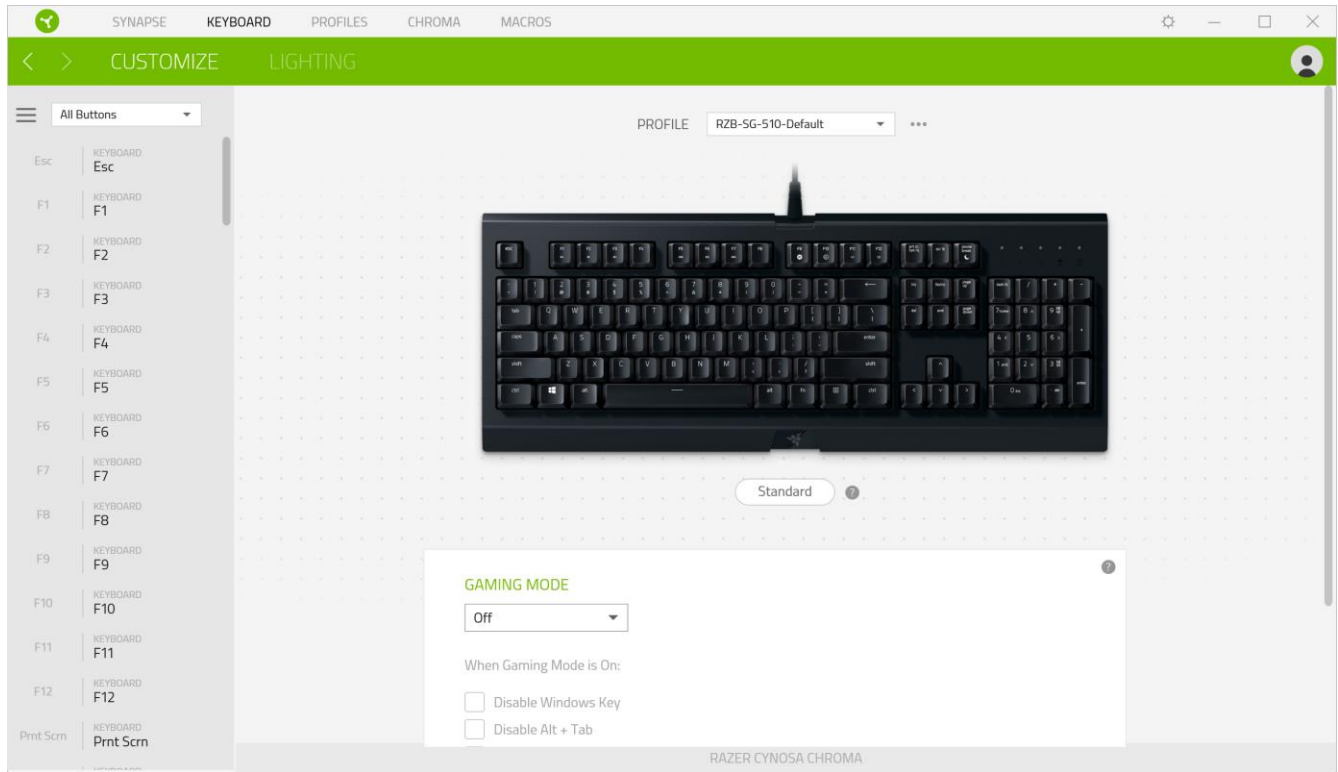 SYNAPSE KEYBOARD PROFILES CHROMA MACROS
CUSTOMIZE LIGHTING
All Buttons
PROFILE RZB-SG-510-Default
Esc KEYBOARD
Esc
F1 KEYBOARD
F1
F2 KEYBOARD
F2
F3 KEYBOARD
F3
F4 KEYBOARD
F4
F5 KEYBOARD
F5
F6 KEYBOARD
F6
F7 KEYBOARD
F7
F8 KEYBOARD
F8
F9 KEYBOARD
F9
F10 KEYBOARD
F10
F11 KEYBOARD
F11
F12 KEYBOARD
F12
Prnt Scrn KEYBOARD
Prnt Scrn
Standard
GAMING MODE
Off
When Gaming Mode is On:
Disable Windows Key
Disable Alt + Tab
RAZER CYNOSA CHROMA